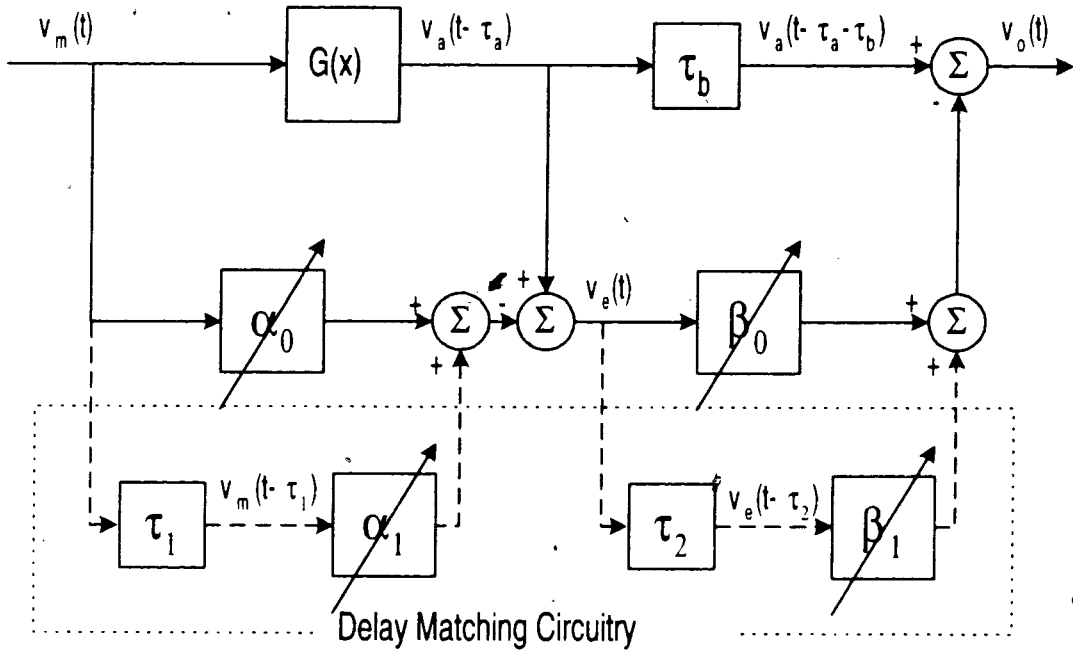 v_m(t)
G(x)
v_a(t- τ_a)
τ_b
v_a(t- τ_a - τ_b)
+
Σ
-
v_o(t)
α_0
+
Σ
+
-
+
Σ
v_e(t)
β_0
+
Σ
+
τ_1
v_m(t- τ_1)
α_1
τ_2
v_e(t- τ_2)
β_1
Delay Matching Circuitry